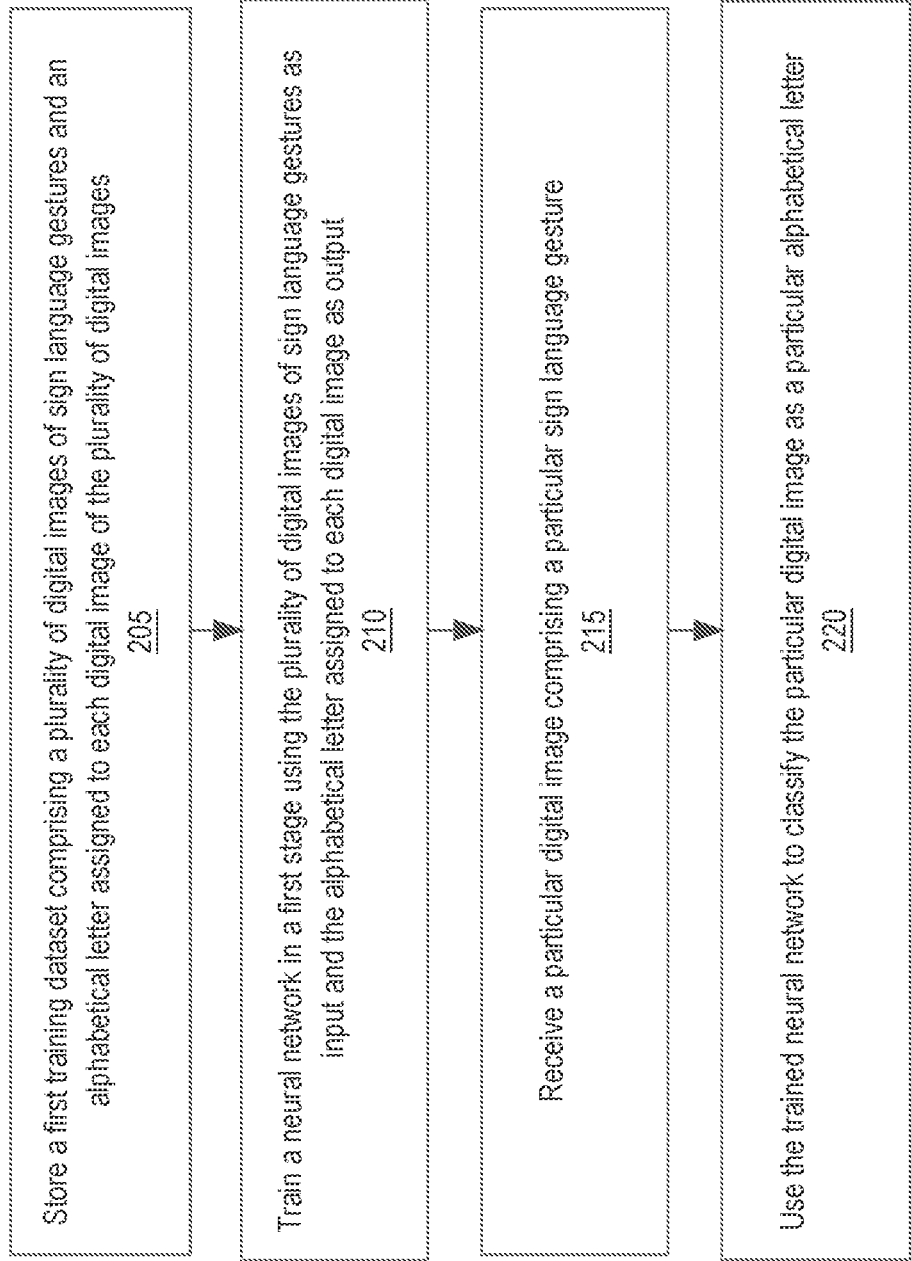 Store a first training dataset comprising a plurality of digital images of sign language gestures and an
alphabetical letter assigned to each digital image of the plurality of digital images
205
Train a neural network in a first stage using the plurality of digital images of sign language gestures as
input and the alphabetical letter assigned to each digital image as output
210
Receive a particular digital image comprising a particular sign language gesture
215
Use the trained neural network to classify the particular digital image as a particular alphabetical letter
220